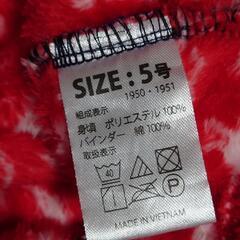 SIZE : 5号
1950・1951
組成表示
身頃 ポリエステル 100%
バインダー 綿 100%
取扱表示
40
MADE IN VIETNAM